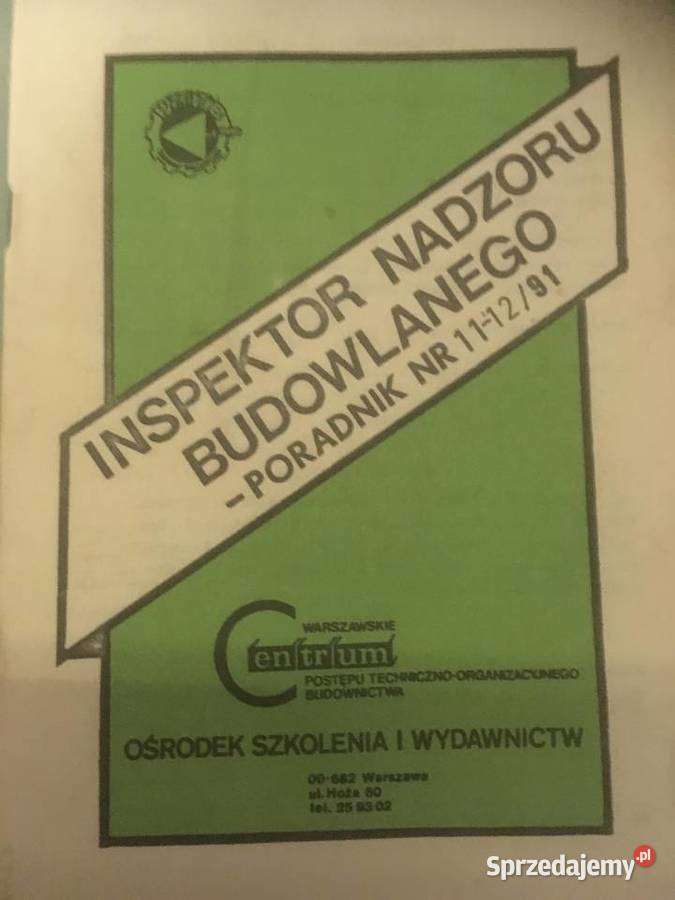 INSPEKTOR NADZORU
BUDOWLANEGO
-PORADNIK NR 11-12/91
WARSZAWSKIE
Centrum
POSTĘPU TECHNICZNO-ORGANIZACYJNEGO
BUDOWNICTWA
OŚRODEK SZKOLENIA I WYDAWNICTW
00-682 Warszawa
ul. Hoża 50
tel. 25 93 02
Sprzedajemy.pl